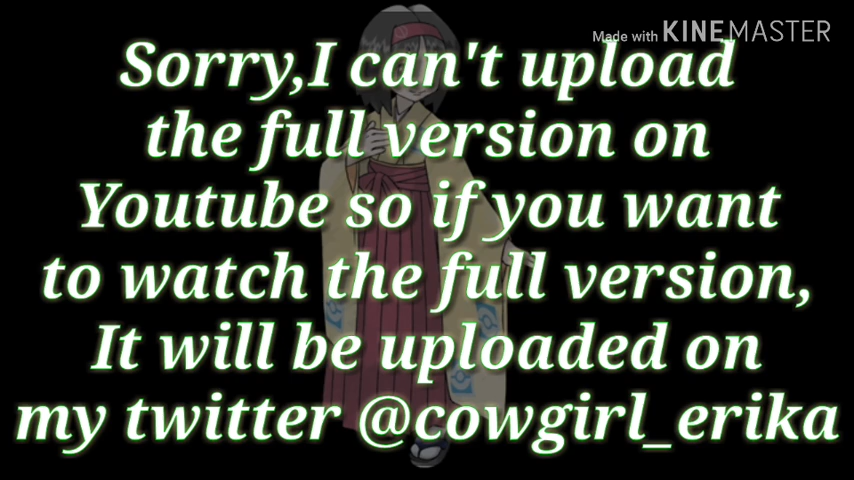 Made with KINEMASTER
Sorry,I can't upload
the full version on
Youtube so if you want
to watch the full version,
It will be uploaded on
my twitter @cowgirl_erika